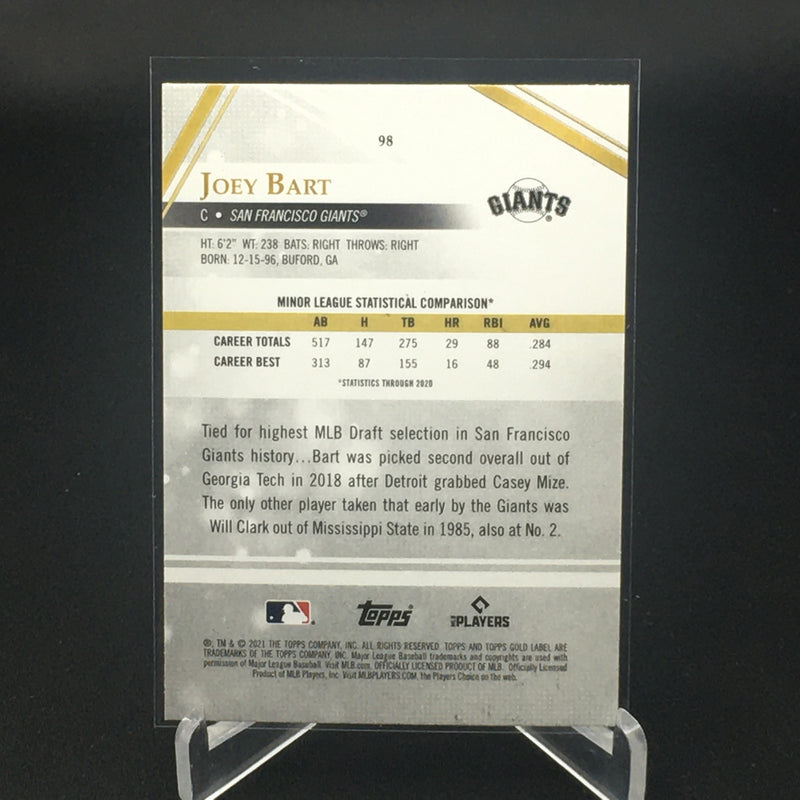 98
JOEY BART
C • SAN FRANCISCO GIANTS®
GIANTS®
HT: 6'2" WT: 238 BATS: RIGHT THROWS: RIGHT
BORN: 12-15-96, BUFORD, GA
MINOR LEAGUE STATISTICAL COMPARISON*
AB H TB HR RBI AVG
CAREER TOTALS 517 147 275 29 88 .284
CAREER BEST 313 87 155 16 48 .294
*STATISTICS THROUGH 2020
Tied for highest MLB Draft selection in San Francisco
Giants history...Bart was picked second overall out of
Georgia Tech in 2018 after Detroit grabbed Casey Mize.
The only other player taken that early by the Giants was
Will Clark out of Mississippi State in 1985, also at No. 2.
topps® MLB PLAYERS
®, TM & © 2021 THE TOPPS COMPANY, INC. ALL RIGHTS RESERVED. TOPPS AND TOPPS GOLD LABEL ARE
TRADEMARKS OF THE TOPPS COMPANY, INC. Major League Baseball trademarks and copyrights are used with
permission of Major League Baseball. Visit MLB.com. OFFICIALLY LICENSED PRODUCT OF MLB. Officially Licensed
Product of MLB Players, Inc. Visit MLBPLAYERS.COM, the Players Choice on the web.